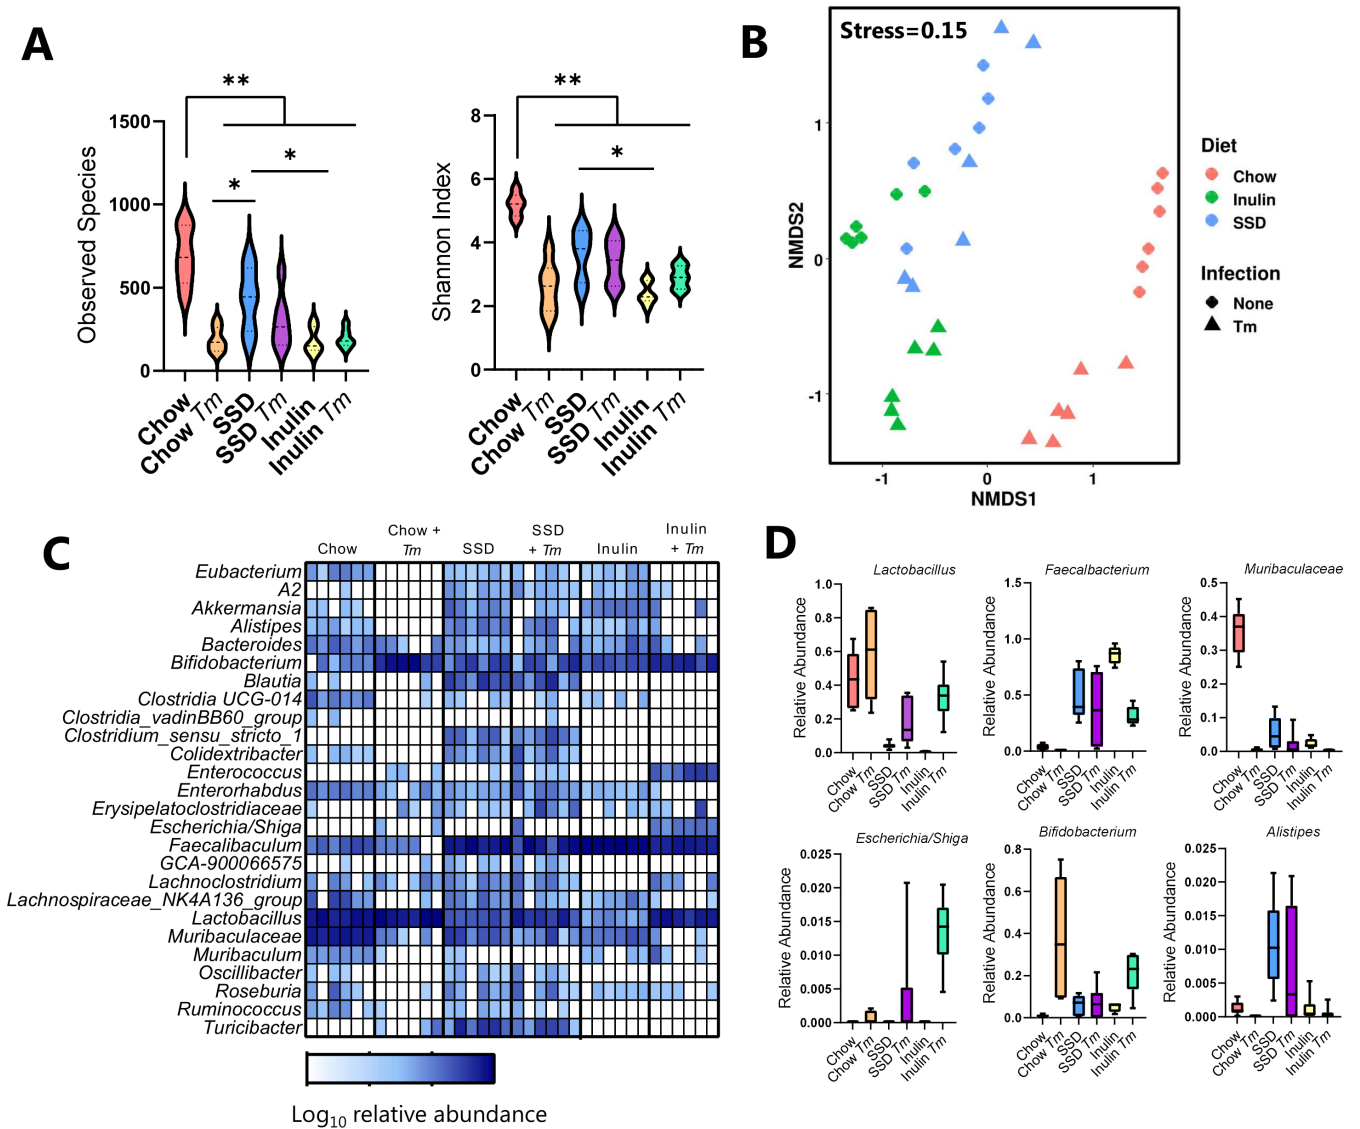 A
Observed Species
1500
1000
500
0
**
*
*
Chow
Chow Tm
SSD
SSD Tm
Inulin
Inulin Tm
Shannon Index
8
6
4
2
0
**
*
Chow
Chow Tm
SSD
SSD Tm
Inulin
Inulin Tm
B
Stress=0.15
NMDS2
1
0
-1
-1
0
1
NMDS1
Diet
Chow
Inulin
SSD
Infection
None
Tm
C
Chow
Chow +
Tm
SSD
SSD
+ Tm
Inulin
Inulin
+ Tm
Eubacterium
A2
Akkermansia
Alistipes
Bacteroides
Bifidobacterium
Blautia
Clostridia UCG-014
Clostridia_vadinBB60_group
Clostridium_sensu_stricto_1
Colidextribacter
Enterococcus
Enterorhabdus
Erysipelatoclostridiaceae
Escherichia/Shiga
Faecalibaculum
GCA-900066575
Lachnoclostridium
Lachnospiraceae_NK4A136_group
Lactobacillus
Muribaculaceae
Muribaculum
Oscillibacter
Roseburia
Ruminococcus
Turicibacter
Log10 relative abundance
D
Lactobacillus
Relative Abundance
1.0
0.8
0.6
0.4
0.2
0.0
Chow
Chow Tm
SSD
SSD Tm
Inulin
Inulin Tm
Faecalbacterium
Relative Abundance
1.5
1.0
0.5
0.0
Chow
Chow Tm
SSD
SSD Tm
Inulin
Inulin Tm
Muribaculaceae
Relative Abundance
0.5
0.4
0.3
0.2
0.1
0.0
Chow
Chow Tm
SSD
SSD Tm
Inulin
Inulin Tm
Escherichia/Shiga
Relative Abundance
0.025
0.020
0.015
0.010
0.005
0.000
Chow
Chow Tm
SSD
SSD Tm
Inulin
Inulin Tm
Bifidobacterium
Relative Abundance
0.8
0.6
0.4
0.2
0.0
Chow
Chow Tm
SSD
SSD Tm
Inulin
Inulin Tm
Alistipes
Relative Abundance
0.025
0.020
0.015
0.010
0.005
0.000
Chow
Chow Tm
SSD
SSD Tm
Inulin
Inulin Tm